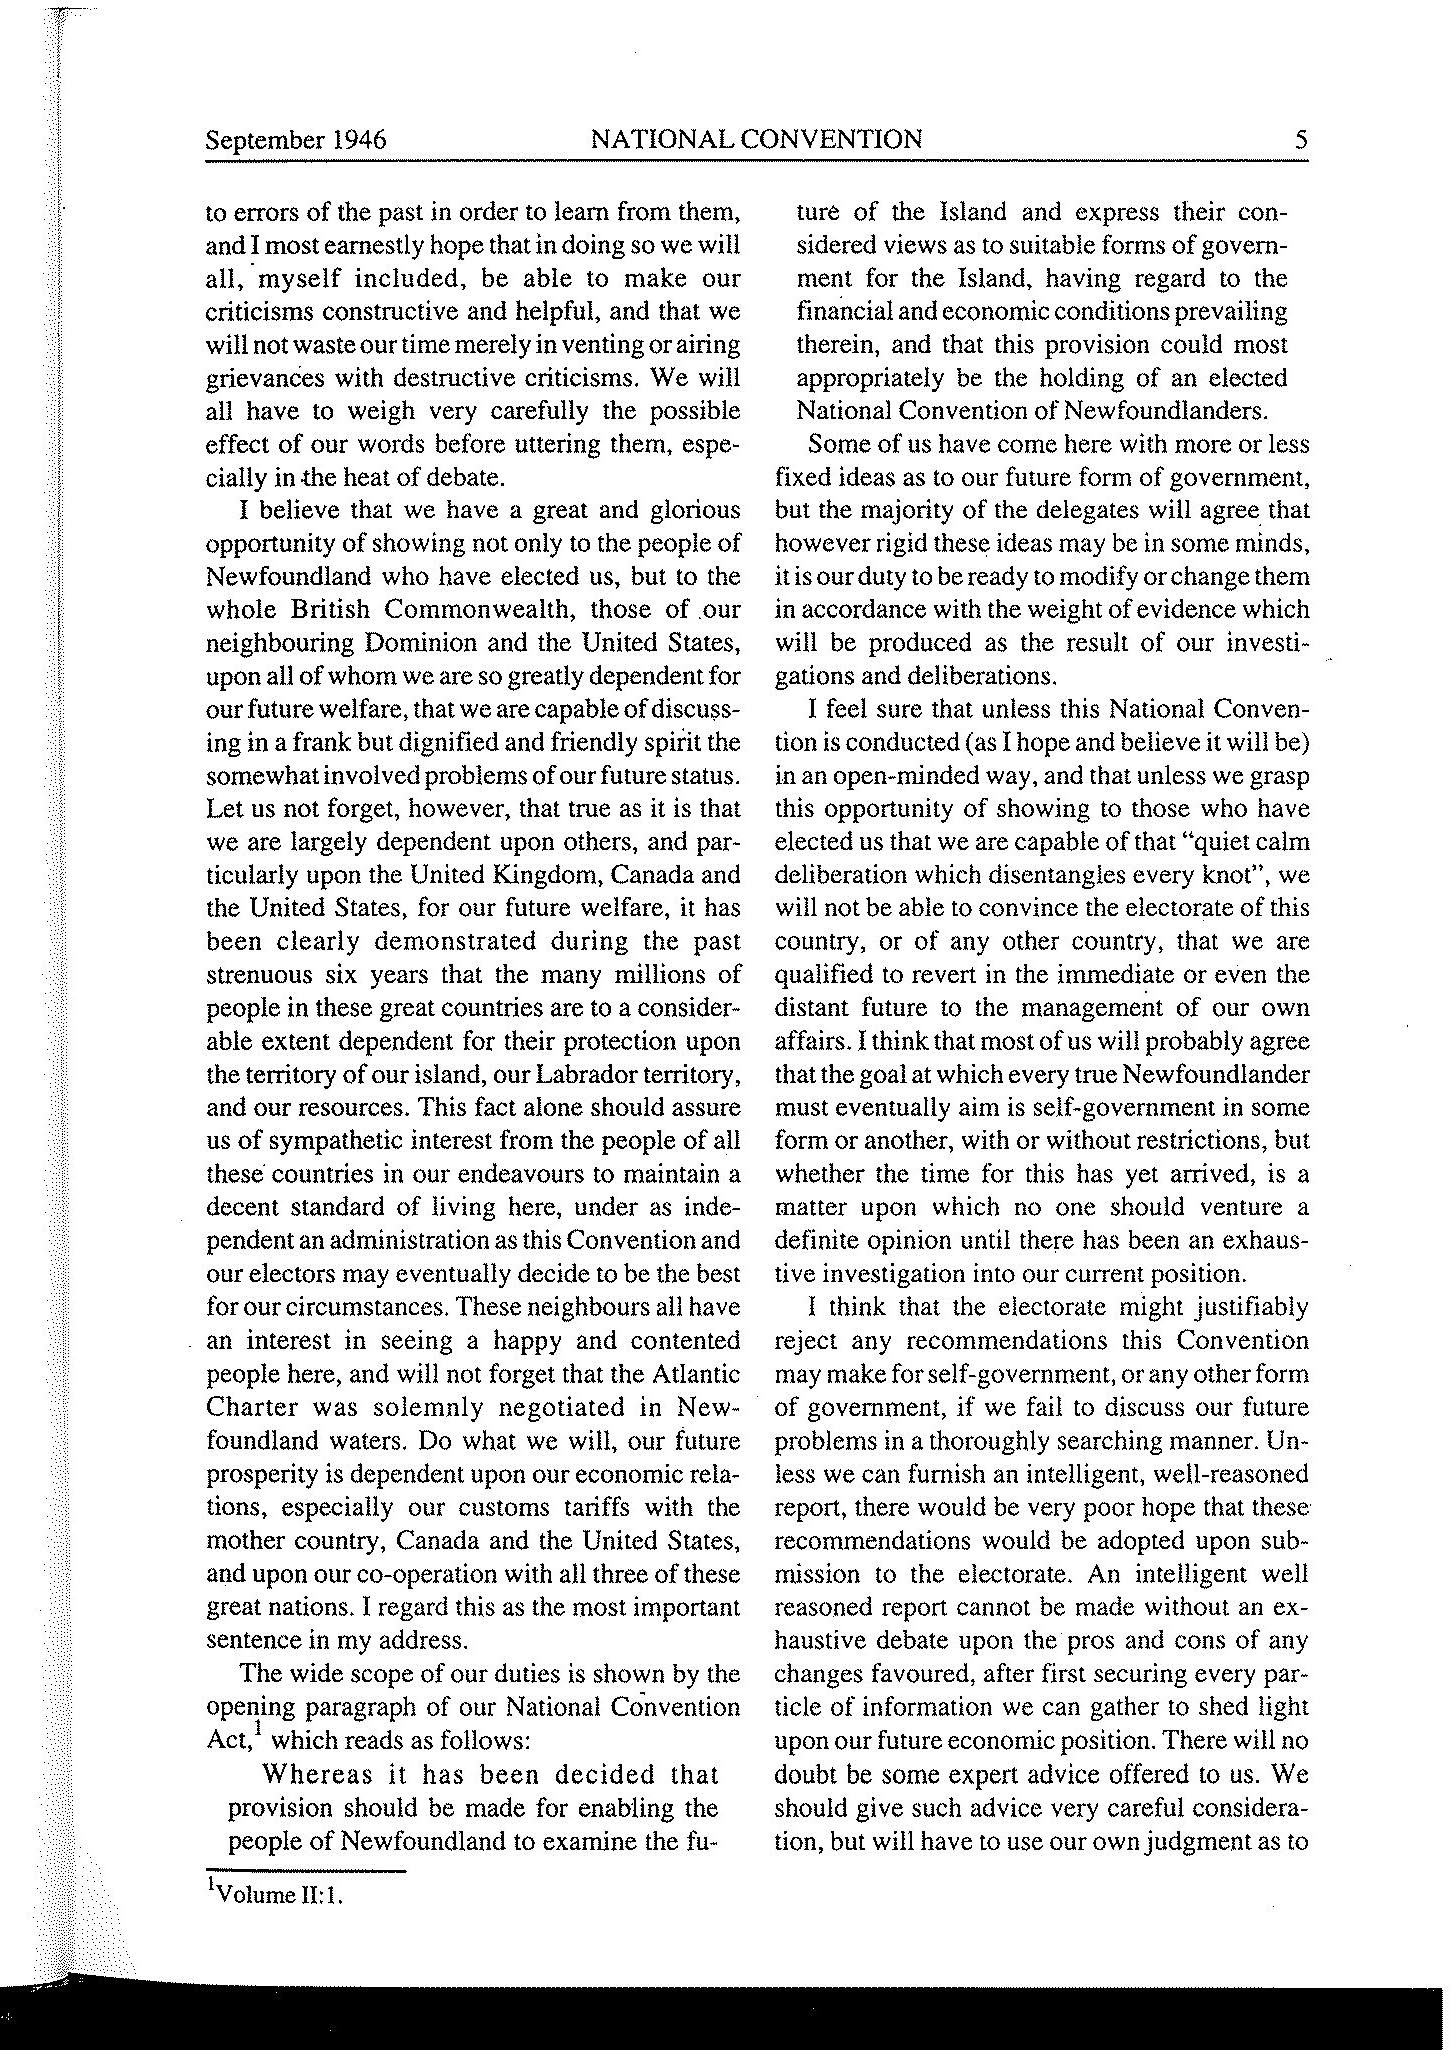 September 1946
NATIONAL CONVENTION
5
to errors of the past in order to learn from them,
and I most earnestly hope that in doing so we will
all, myself included, be able to make our
criticisms constructive and helpful, and that we
will not waste our time merely in venting or airing
grievances with destructive criticisms. We will
all have to weigh very carefully the possible
effect of our words before uttering them, espe-
cially in the heat of debate.
I believe that we have a great and glorious
opportunity of showing not only to the people of
Newfoundland who have elected us, but to the
whole British Commonwealth, those of our
neighbouring Dominion and the United States,
upon all of whom we are so greatly dependent for
our future welfare, that we are capable of discuss-
ing in a frank but dignified and friendly spirit the
somewhat involved problems of our future status.
Let us not forget, however, that true as it is that
we are largely dependent upon others, and par-
ticularly upon the United Kingdom, Canada and
the United States, for our future welfare, it has
been clearly demonstrated during the past
strenuous six years that the many millions of
people in these great countries are to a consider-
able extent dependent for their protection upon
the territory of our island, our Labrador territory,
and our resources. This fact alone should assure
us of sympathetic interest from the people of all
these countries in our endeavours to maintain a
decent standard of living here, under as inde-
pendent an administration as this Convention and
our electors may eventually decide to be the best
for our circumstances. These neighbours all have
an interest in seeing a happy and contented
people here, and will not forget that the Atlantic
Charter was solemnly negotiated in New-
foundland waters. Do what we will, our future
prosperity is dependent upon our economic rela-
tions, especially our customs tariffs with the
mother country, Canada and the United States,
and upon our co-operation with all three of these
great nations. I regard this as the most important
sentence in my address.
The wide scope of our duties is shown by the
opening paragraph of our National Convention
Act,1 which reads as follows:
Whereas it has been decided that
provision should be made for enabling the
people of Newfoundland to examine the fu-
1Volume II:1.
ture of the Island and express their con-
sidered views as to suitable forms of govern-
ment for the Island, having regard to the
financial and economic conditions prevailing
therein, and that this provision could most
appropriately be the holding of an elected
National Convention of Newfoundlanders.
Some of us have come here with more or less
fixed ideas as to our future form of government,
but the majority of the delegates will agree that
however rigid these ideas may be in some minds,
it is our duty to be ready to modify or change them
in accordance with the weight of evidence which
will be produced as the result of our investi-
gations and deliberations.
I feel sure that unless this National Conven-
tion is conducted (as I hope and believe it will be)
in an open-minded way, and that unless we grasp
this opportunity of showing to those who have
elected us that we are capable of that "quiet calm
deliberation which disentangles every knot", we
will not be able to convince the electorate of this
country, or of any other country, that we are
qualified to revert in the immediate or even the
distant future to the management of our own
affairs. I think that most of us will probably agree
that the goal at which every true Newfoundlander
must eventually aim is self-government in some
form or another, with or without restrictions, but
whether the time for this has yet arrived, is a
matter upon which no one should venture a
definite opinion until there has been an exhaus-
tive investigation into our current position.
I think that the electorate might justifiably
reject any recommendations this Convention
may make for self-government, or any other form
of government, if we fail to discuss our future
problems in a thoroughly searching manner. Un-
less we can furnish an intelligent, well-reasoned
report, there would be very poor hope that these
recommendations would be adopted upon sub-
mission to the electorate. An intelligent well
reasoned report cannot be made without an ex-
haustive debate upon the pros and cons of any
changes favoured, after first securing every par-
ticle of information we can gather to shed light
upon our future economic position. There will no
doubt be some expert advice offered to us. We
should give such advice very careful considera-
tion, but will have to use our own judgment as to